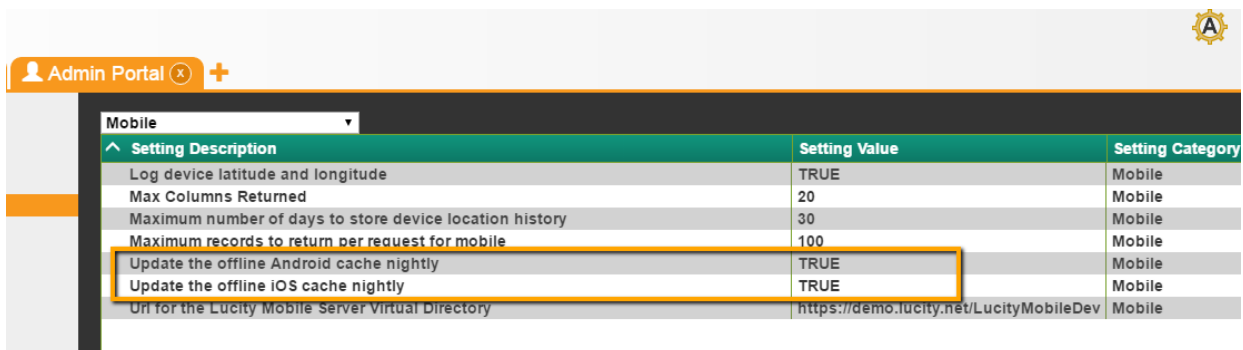 A
Admin Portal x +
Mobile
Setting Description Setting Value Setting Category
Log device latitude and longitude TRUE Mobile
Max Columns Returned 20 Mobile
Maximum number of days to store device location history 30 Mobile
Maximum records to return per request for mobile 100 Mobile
Update the offline Android cache nightly TRUE Mobile
Update the offline iOS cache nightly TRUE Mobile
Url for the Lucity Mobile Server Virtual Directory https://demo.lucity.net/LucityMobileDev Mobile